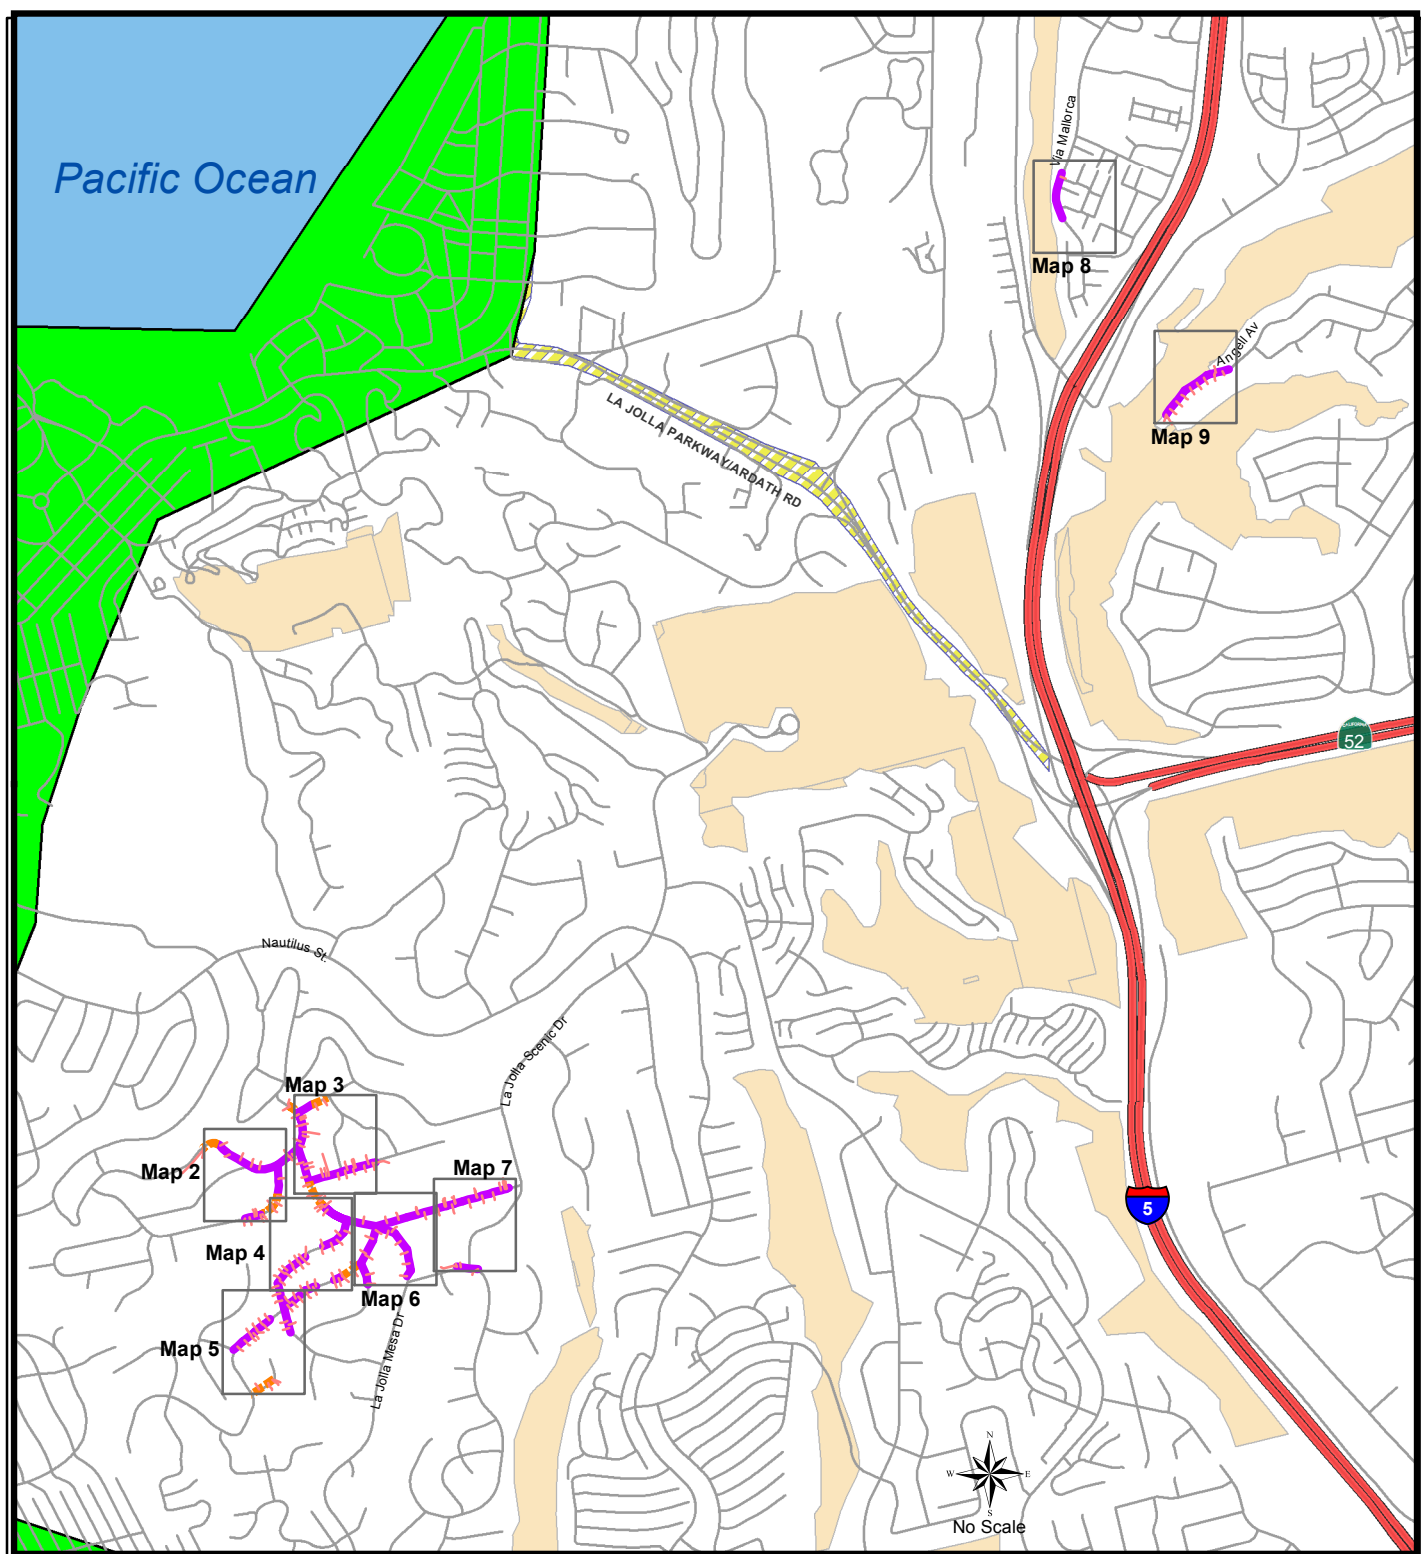 Pacific Ocean
Via Mallorca
Map 8
Angell Av
Map 9
LA JOLLA PARKWAY/ARDATH RD
CALIFORNIA
52
Nautilus St.
La Jolla Scenic Dr
Map 3
Map 2
Map 7
5
Map 4
Map 6
Map 5
La Jolla Mesa Dr
N
W
E
S
No Scale